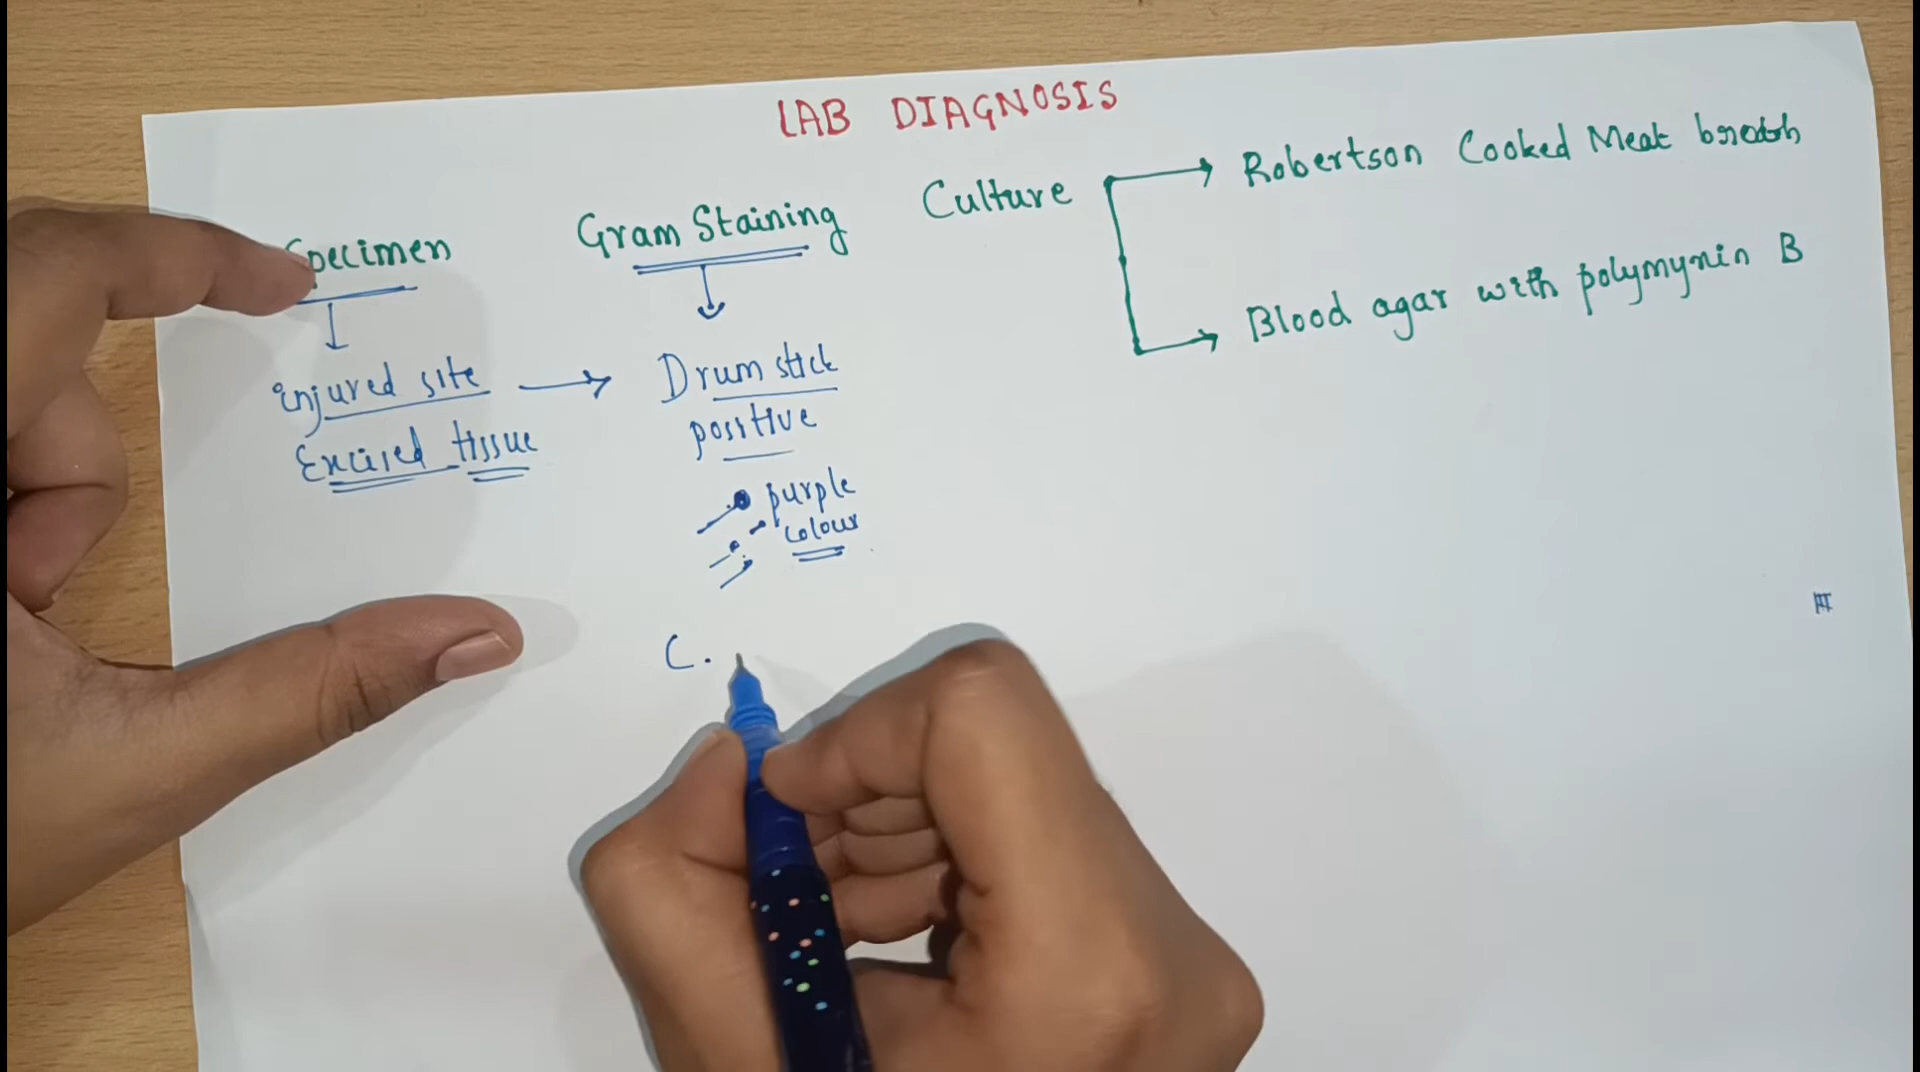 LAB DIAGNOSIS
Specimen
injured site
Excised tissue
Gram Staining
Drum stick
positive
purple
colour
C.
Culture
Robertson Cooked Meat
Blood agar with polymyxin B